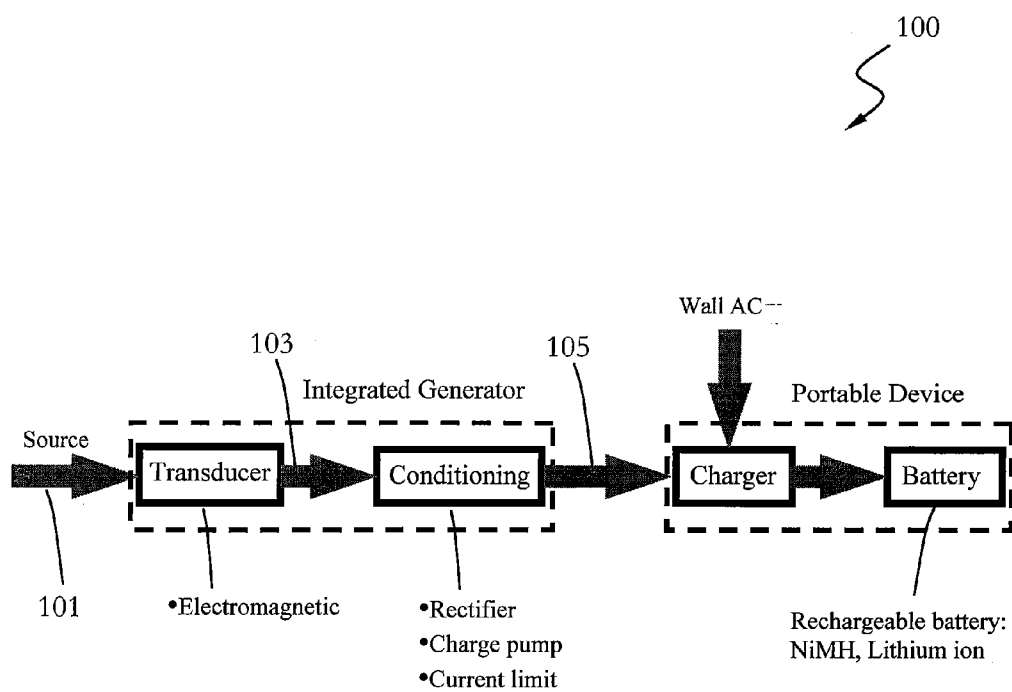 100
Wall AC
103
105
Integrated Generator
Portable Device
Source
Transducer
Conditioning
Charger
Battery
101
•Electromagnetic
•Rectifier
•Charge pump
•Current limit
Rechargeable battery:
NiMH, Lithium ion